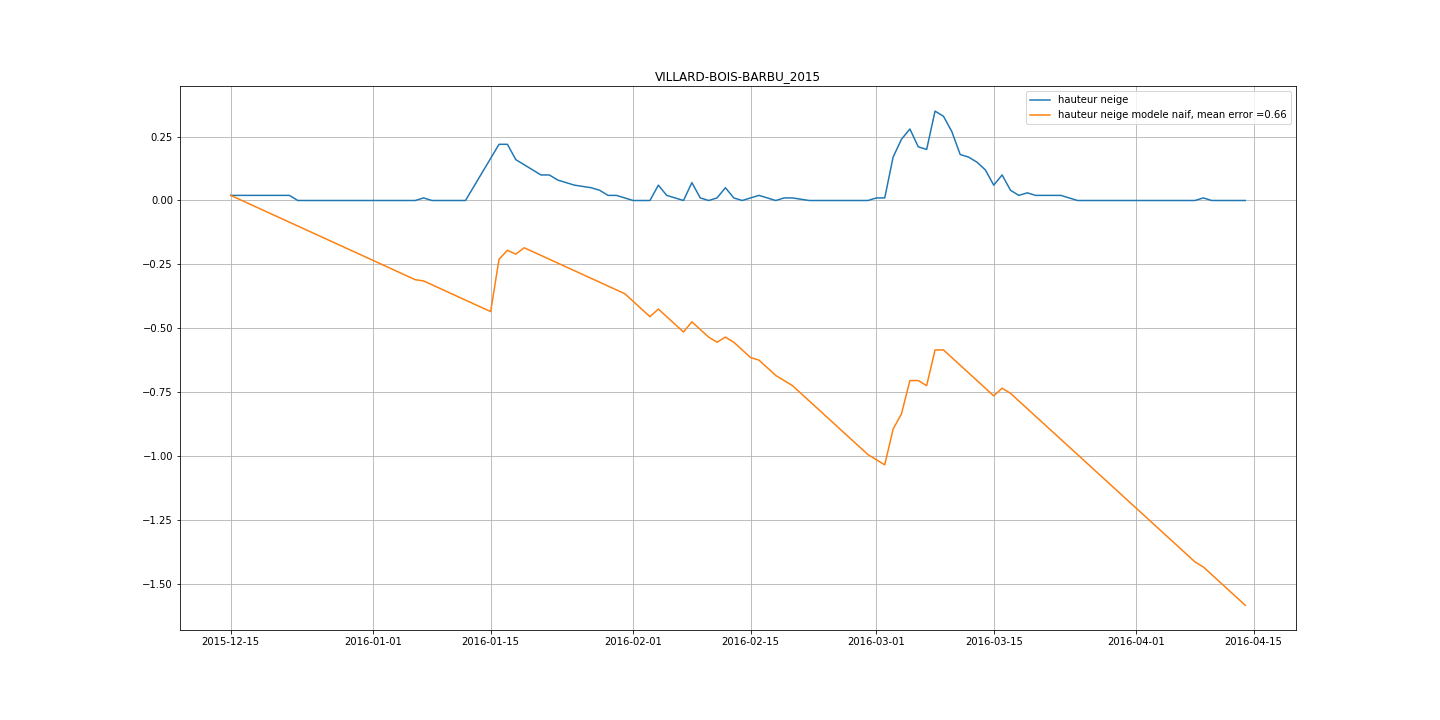 VILLARD-BOIS-BARBU_2015
hauteur neige
hauteur neige modele naif, mean error =0.66
0.25
0.00
−0.25
−0.50
−0.75
−1.00
−1.25
−1.50
2015-12-15 2016-01-01 2016-01-15 2016-02-01 2016-02-15 2016-03-01 2016-03-15 2016-04-01 2016-04-15